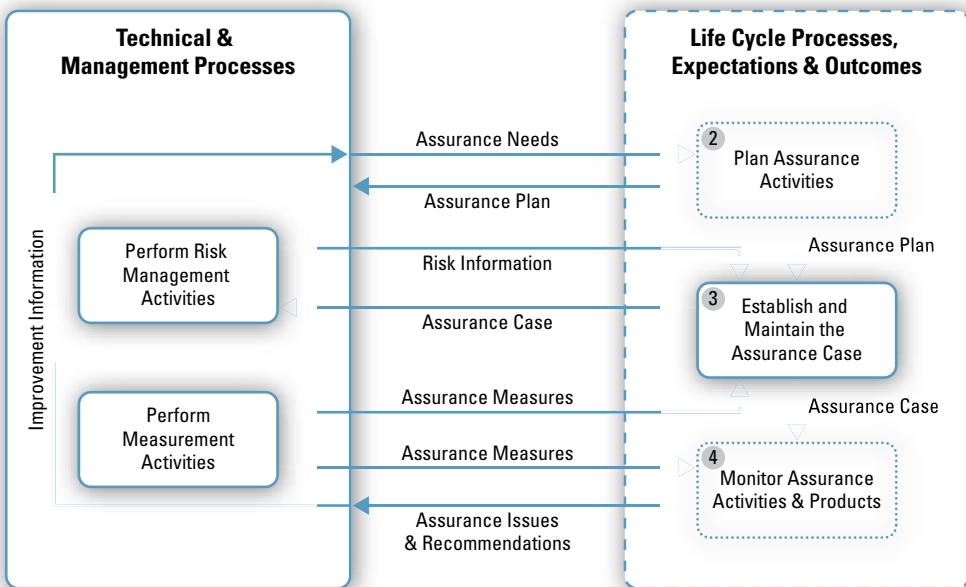 Technical &
Management Processes
Life Cycle Processes,
Expectations & Outcomes
Assurance Needs
2
Plan Assurance
Activities
Assurance Plan
Improvement Information
Perform Risk
Management
Activities
Risk Information
Assurance Plan
3
Establish and
Maintain the
Assurance Case
Assurance Case
Perform
Measurement
Activities
Assurance Measures
Assurance Case
Assurance Measures
4
Monitor Assurance
Activities & Products
Assurance Issues
& Recommendations